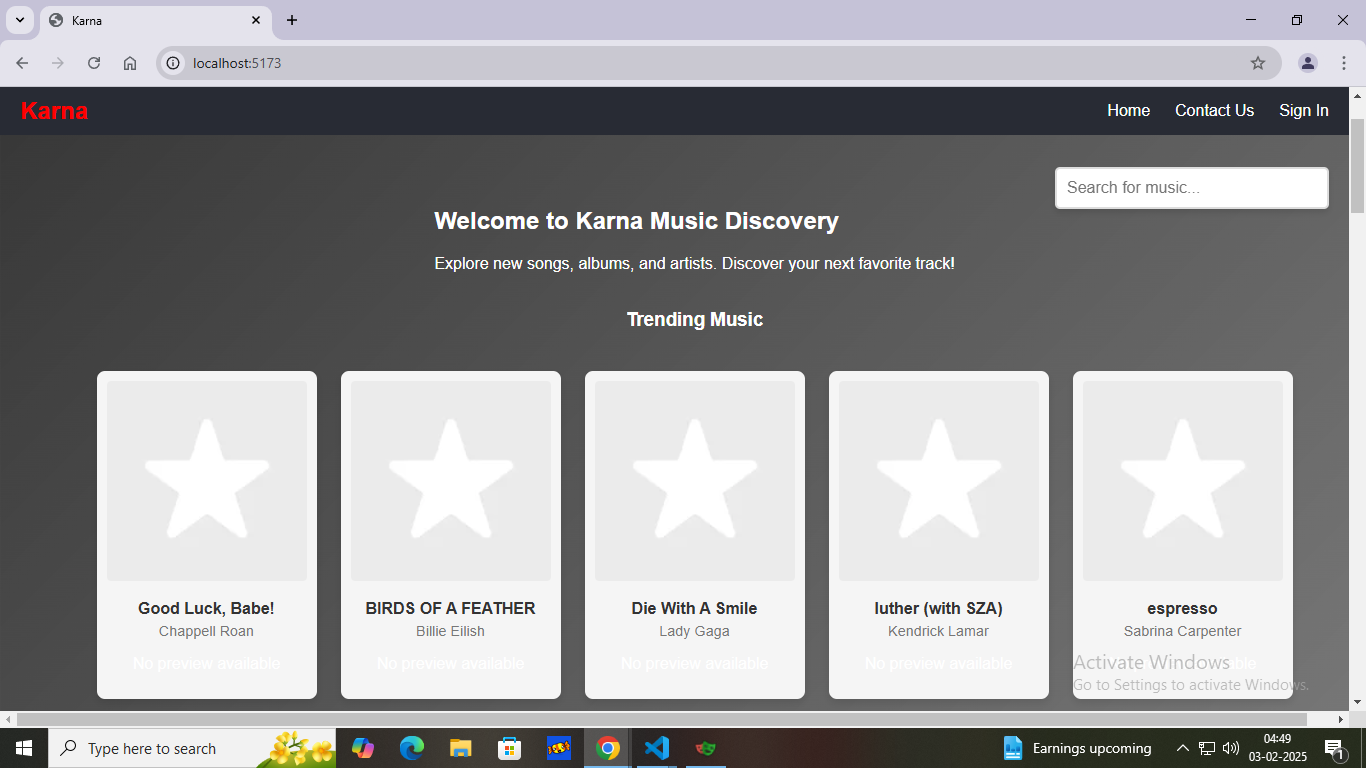 Karna
localhost:5173
Karna
Home Contact Us Sign In
Search for music...
Welcome to Karna Music Discovery
Explore new songs, albums, and artists. Discover your next favorite track!
Trending Music
Good Luck, Babe!
Chappell Roan
No preview available
BIRDS OF A FEATHER
Billie Eilish
No preview available
Die With A Smile
Lady Gaga
No preview available
luther (with SZA)
Kendrick Lamar
No preview available
espresso
Sabrina Carpenter
Activate Windows
Go to Settings to activate Windows.
Type here to search
Earnings upcoming
04:49
03-02-2025
1